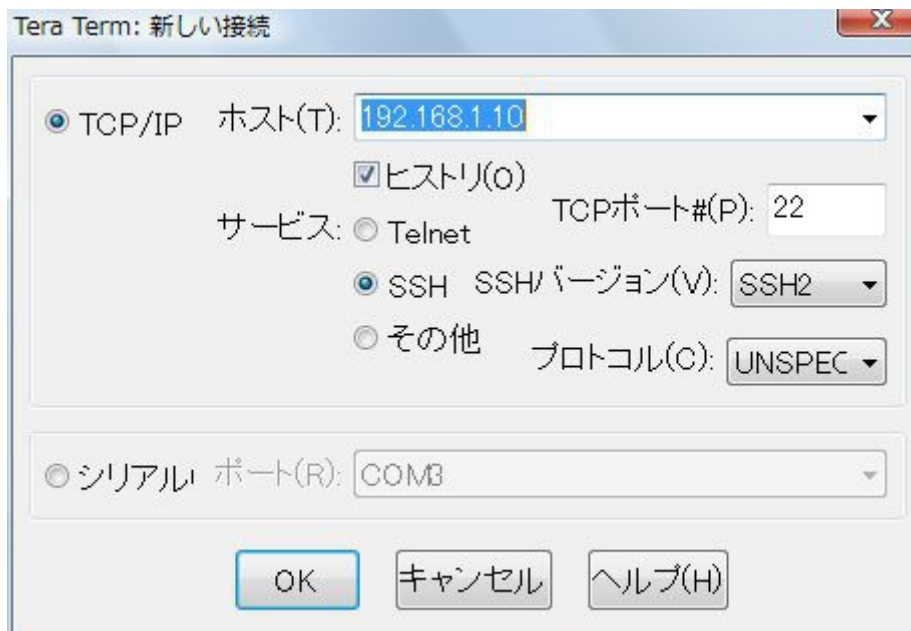 Tera Term: 新しい接続
TCP/IP ホスト(T): 192.168.1.10
ヒストリ(O)
サービス: Telnet TCPポート#(P): 22
SSH SSHバージョン(V): SSH2
その他 プロトコル(C): UNSPEC
シリアル ポート(R): COM3
OK キャンセル ヘルプ(H)